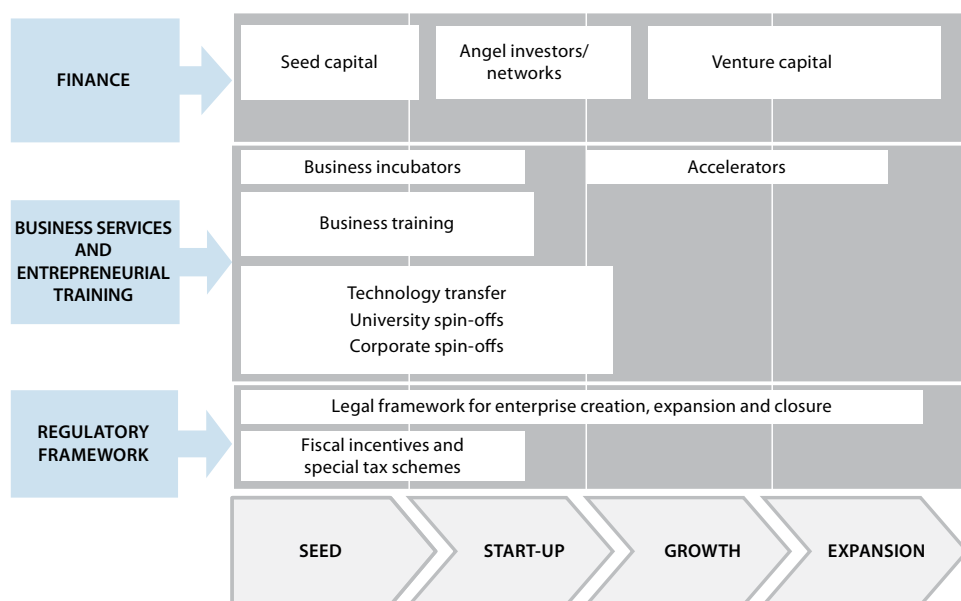 FINANCE
Seed capital
Angel investors/
networks
Venture capital
BUSINESS SERVICES
AND
ENTREPRENEURIAL
TRAINING
Business incubators
Accelerators
Business training
Technology transfer
University spin-offs
Corporate spin-offs
REGULATORY
FRAMEWORK
Legal framework for enterprise creation, expansion and closure
Fiscal incentives and
special tax schemes
SEED
START-UP
GROWTH
EXPANSION